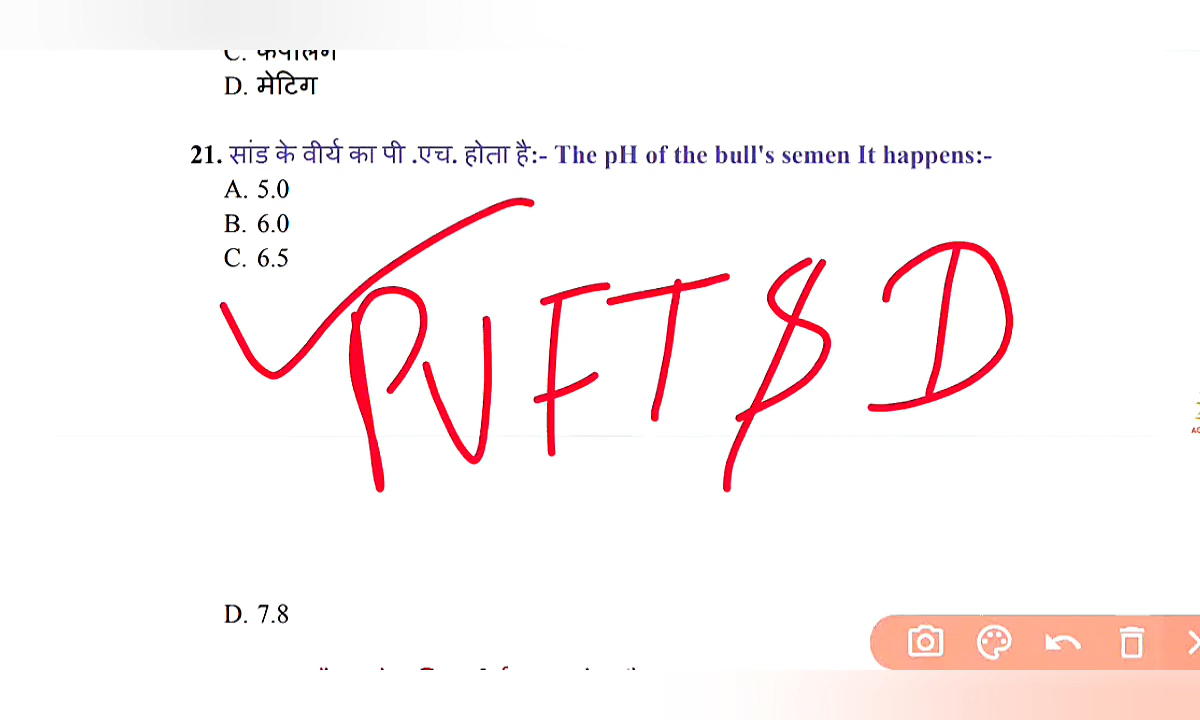 D. मेटिग
21. सांड के वीर्य का पी .एच. होता है:- The pH of the bull's semen It happens:-
A. 5.0
B. 6.0
C. 6.5
D. 7.8